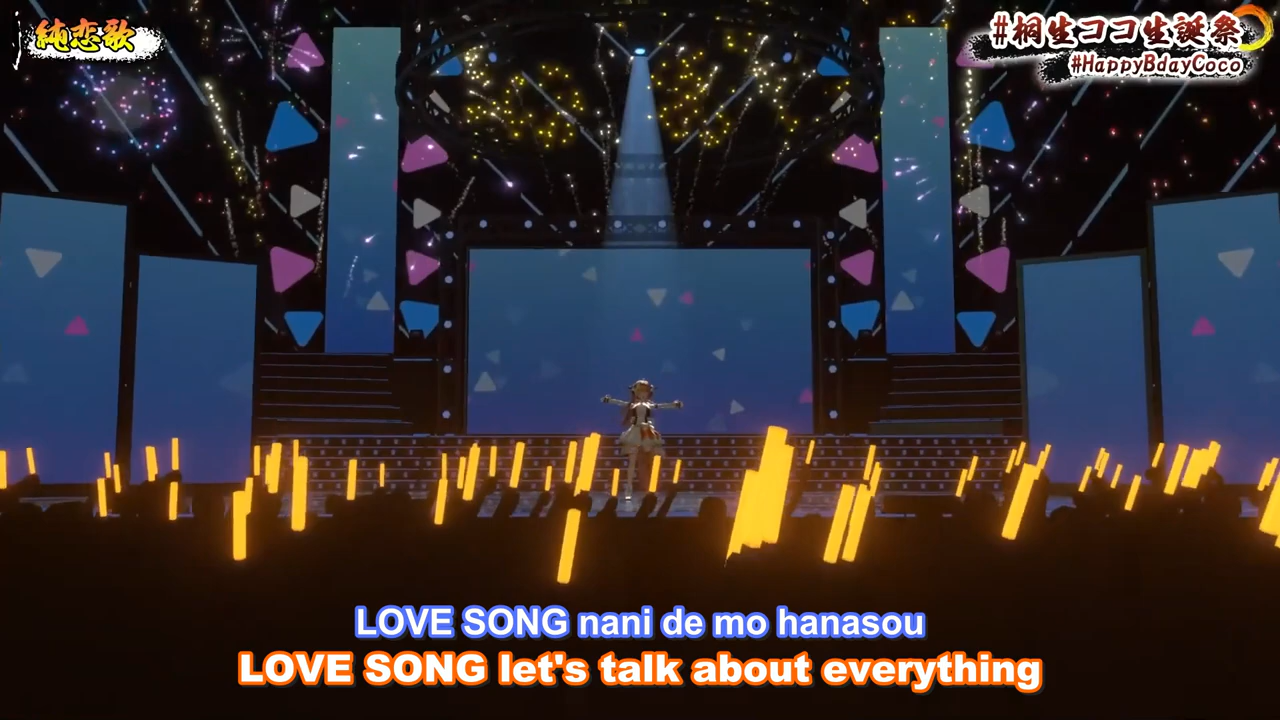 純恋歌
#桐生ココ生誕祭
#HappyBdayCoco
LOVE SONG nani de mo hanasou
LOVE SONG let's talk about everything